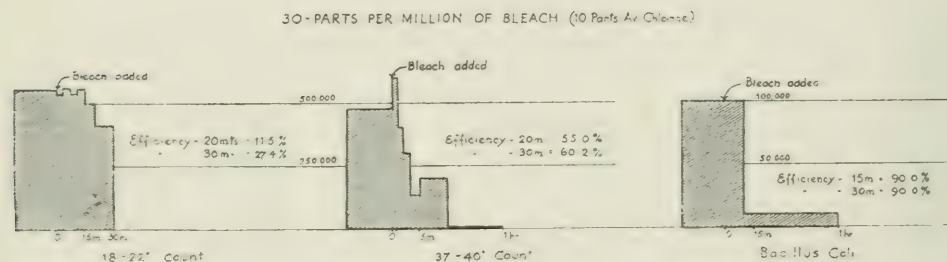 30-PARTS PER MILLION OF BLEACH (10 Parts Av Chlorine)
Bleach added
500,000
250 000
Efficiency - 20mts - 11.5 %
" 30m - 27.4 %
0 15m 30m
18-22° Count
Bleach added
Efficiency - 20m = 55.0 %
" - 30m = 60.2 %
0 5m 1hr
37-40° Count
Bleach added
100,000
50,000
Efficiency - 15m = 90.0 %
" - 30m = 90.0 %
0 15m 1hr
Bacillus Coli